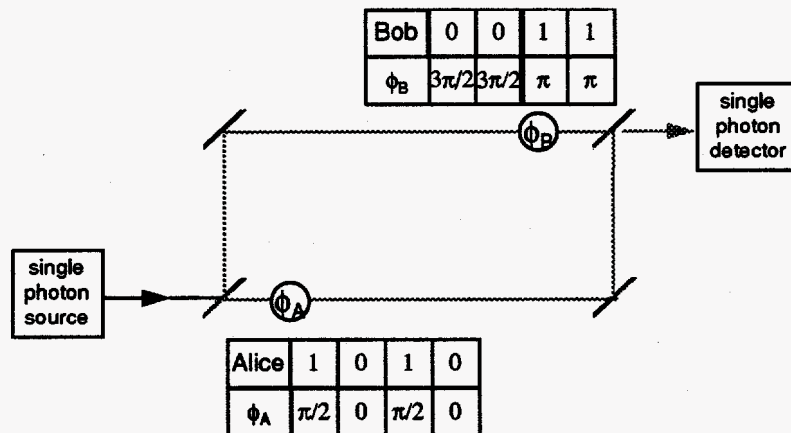 Bob 0 0 1 1
ϕB 3π/2 3π/2 π π
single
photon
detector
ϕB
single
photon
source
ϕA
Alice 1 0 1 0
ϕA π/2 0 π/2 0